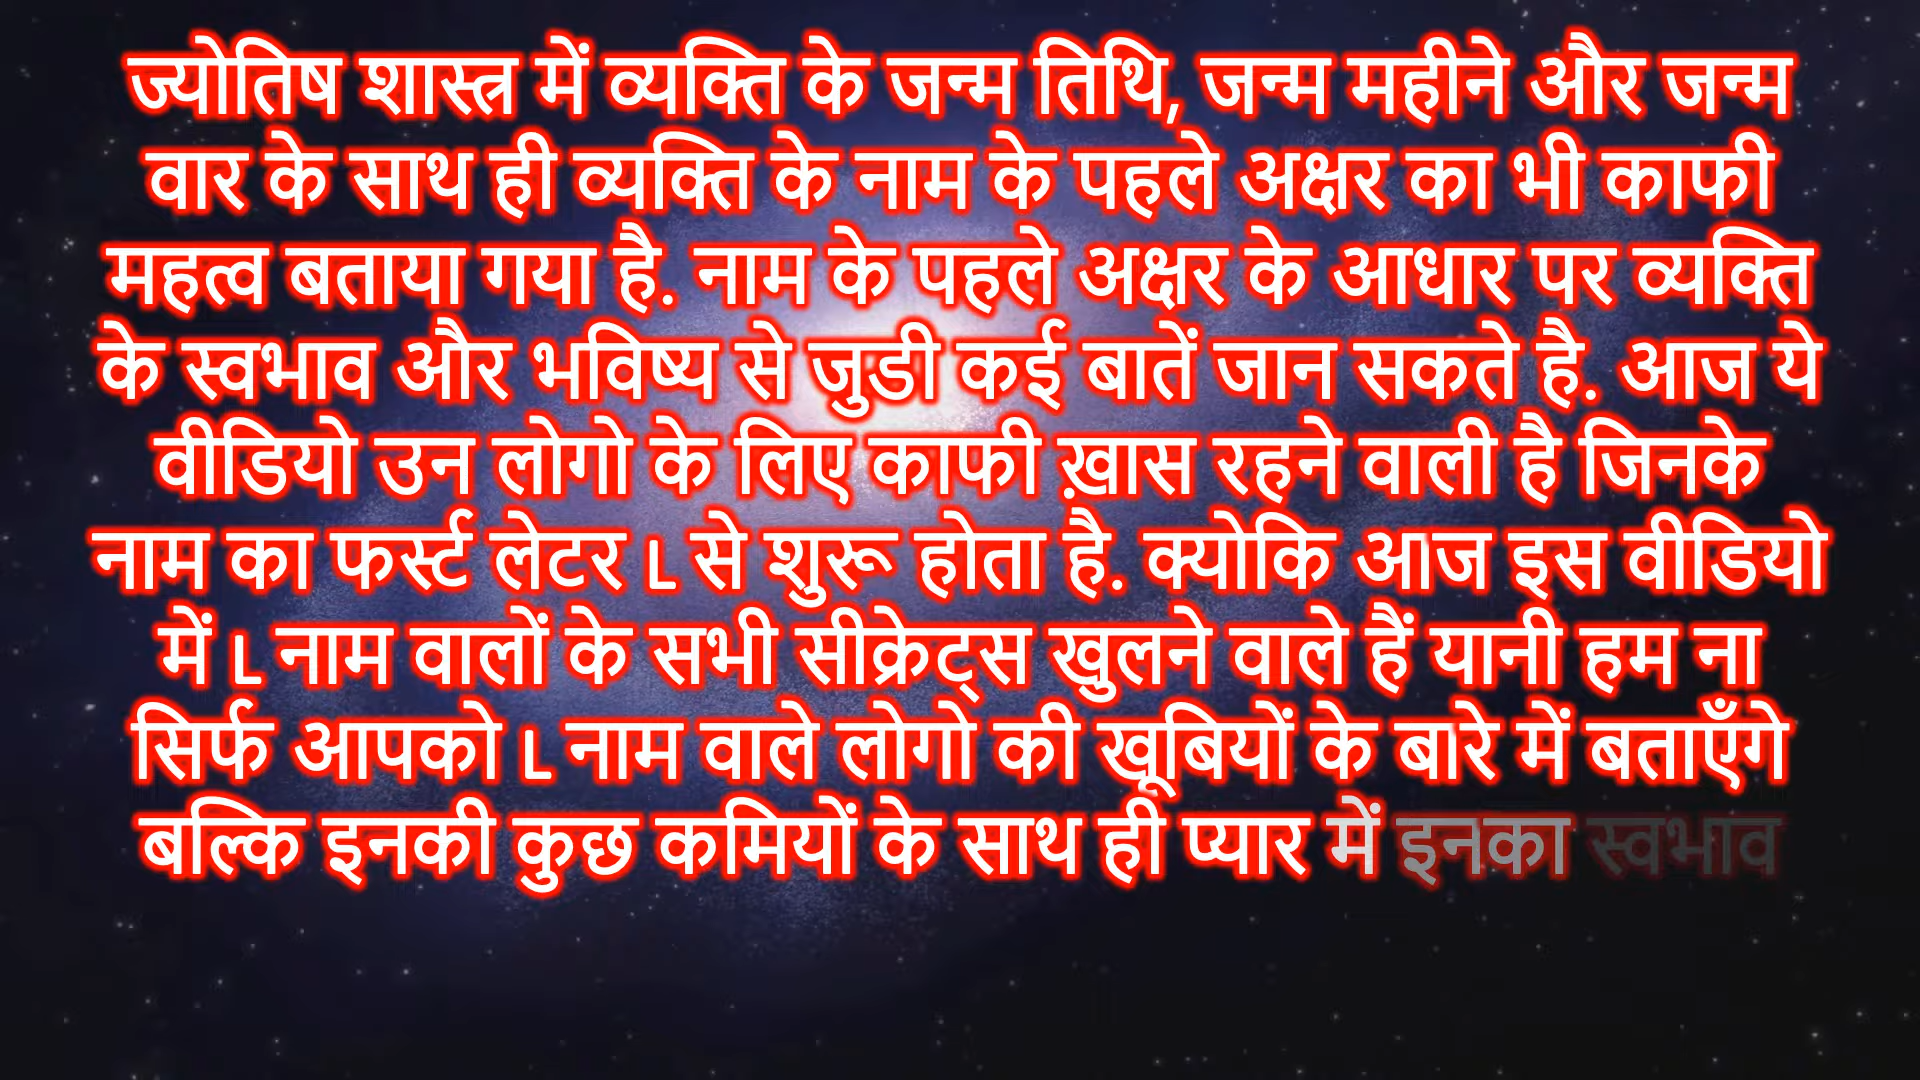 ज्योतिष शास्त्र में व्यक्ति के जन्म तिथि, जन्म महीने और जन्म
वार के साथ ही व्यक्ति के नाम के पहले अक्षर का भी काफी
महत्व बताया गया है. नाम के पहले अक्षर के आधार पर व्यक्ति
के स्वभाव और भविष्य से जुडी कई बातें जान सकते है. आज ये
वीडियो उन लोगो के लिए काफी ख़ास रहने वाली है जिनके
नाम का फर्स्ट लेटर L से शुरू होता है. क्योकि आज इस वीडियो
में L नाम वालों के सभी सीक्रेट्स खुलने वाले हैं यानी हम ना
सिर्फ आपको L नाम वाले लोगो की खूबियों के बारे में बताएँगे
बल्कि इनकी कुछ कमियों के साथ ही प्यार में इनका स्वभाव